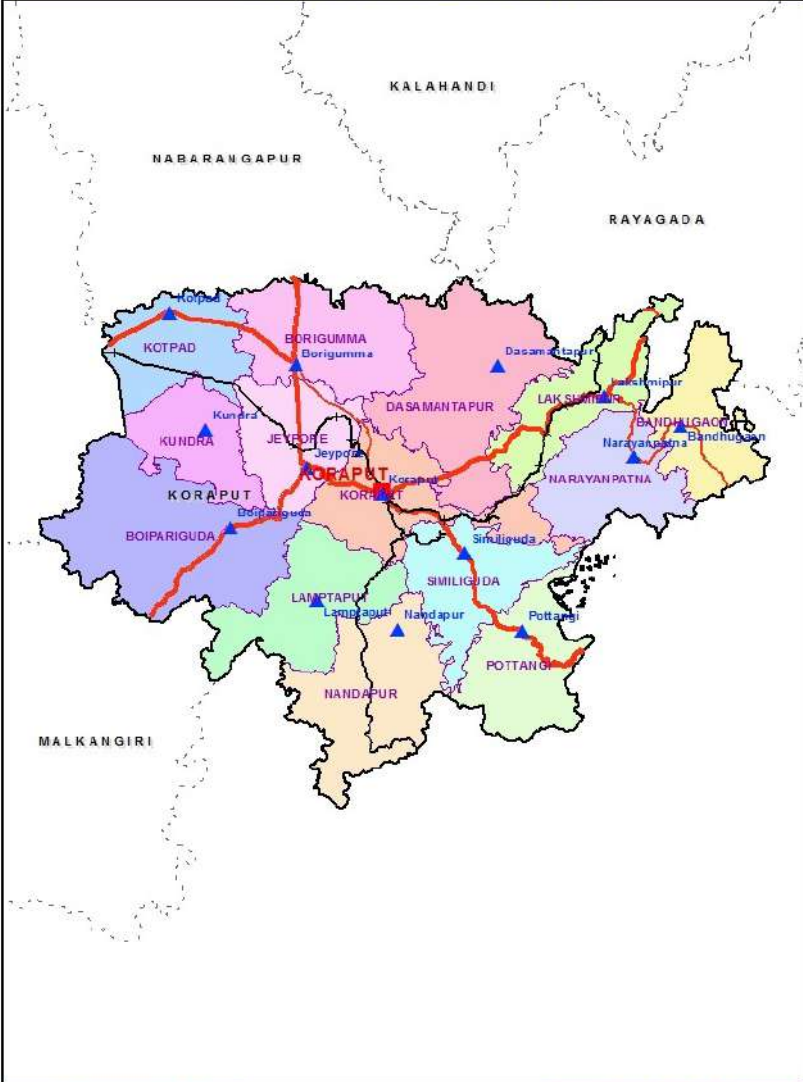 KALAHANDI
NABARANGAPUR
RAYAGADA
Kotpad
KOTPAD
BORIGUMMA
Borigumma
Dasamantapur
DASAMANTAPUR
Lakshmipur
LAKSHMIPUR
Kundra
KUNDRA
JEYPORE
Jeypore
BANDHUGAON
Bandhugaon
Narayanpatna
NARAYANPATNA
KORAPUT
Koraput
KORAPUT
KORAPUT
Boipariguda
BOIPARIGUDA
Similiguda
SIMILIGUDA
LAMPTAPUT
Lamptaput
Nandapur
Pottangi
POTTANGI
NANDAPUR
MALKANGIRI